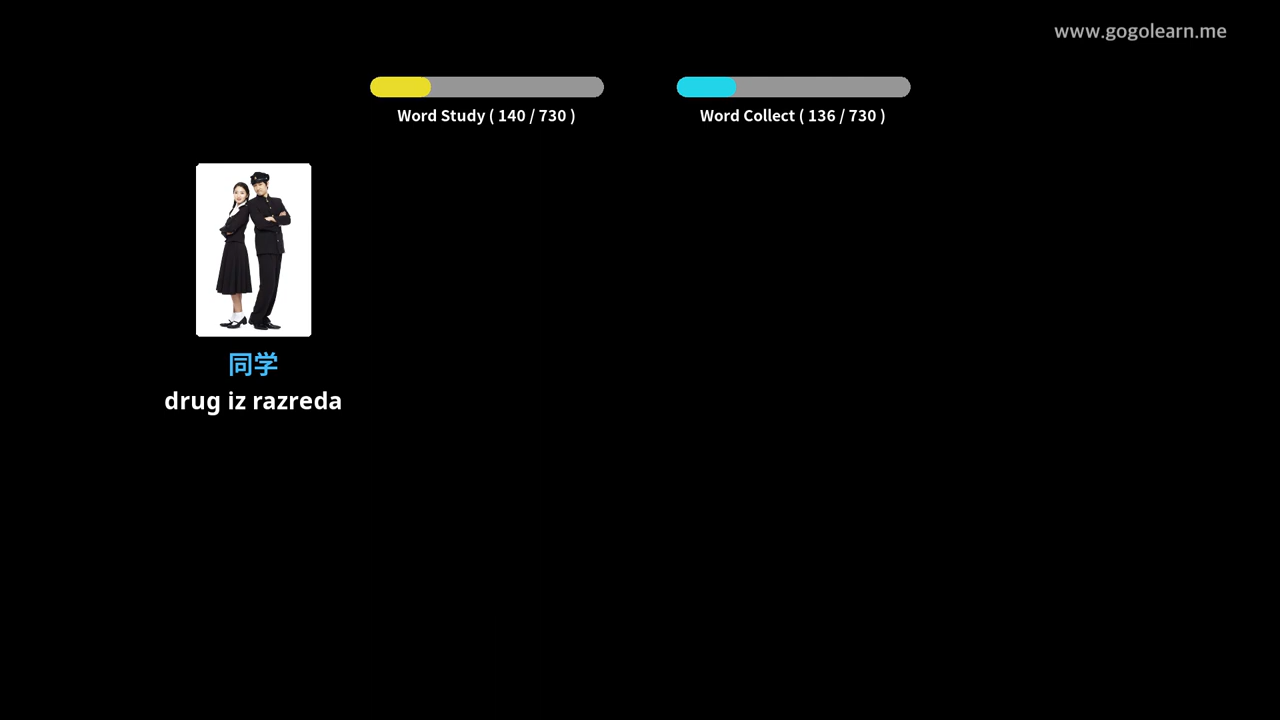 www.gogolearn.me
Word Study ( 140 / 730 )
Word Collect ( 136 / 730 )
同学
drug iz razreda